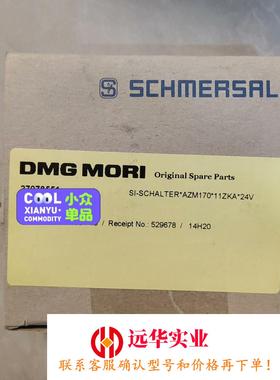 SCHMERSAL
DMG MORI Original Spare Parts
SI-SCHALTER*AZM170*11ZKA*24V
COOL 小众
XIANYU 单品
/ Receipt No.: 529678 / 14H20
远华实业
联系客服确认型号和价格再下单!